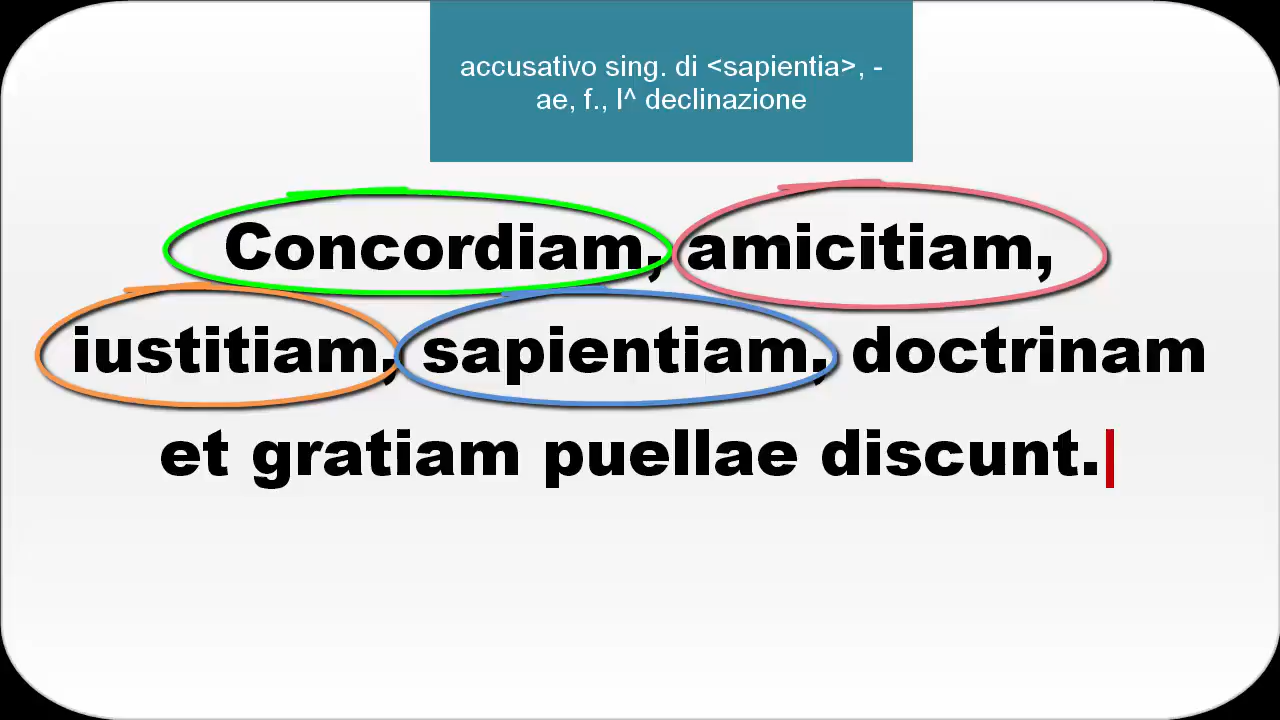 accusativo sing. di <sapientia>, -
ae, f., I^ declinazione
Concordiam, amicitiam,
iustitiam, sapientiam, doctrinam
et gratiam puellae discunt.